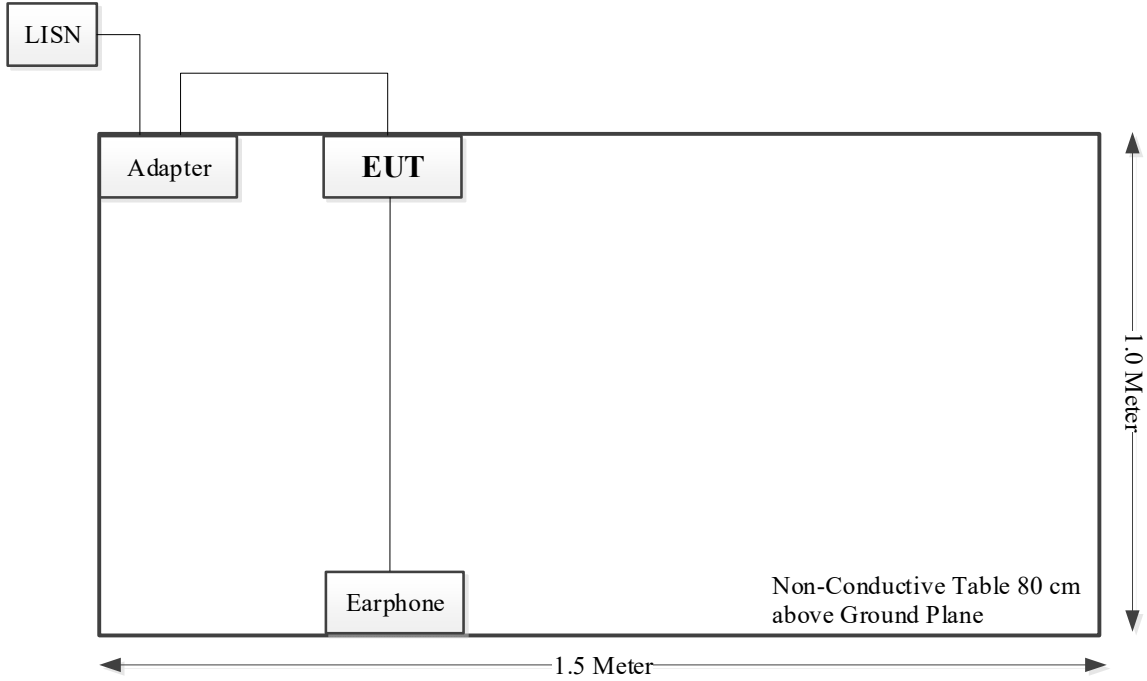 LISN
Adapter
EUT
1.0 Meter
Earphone
Non-Conductive Table 80 cm
above Ground Plane
1.5 Meter